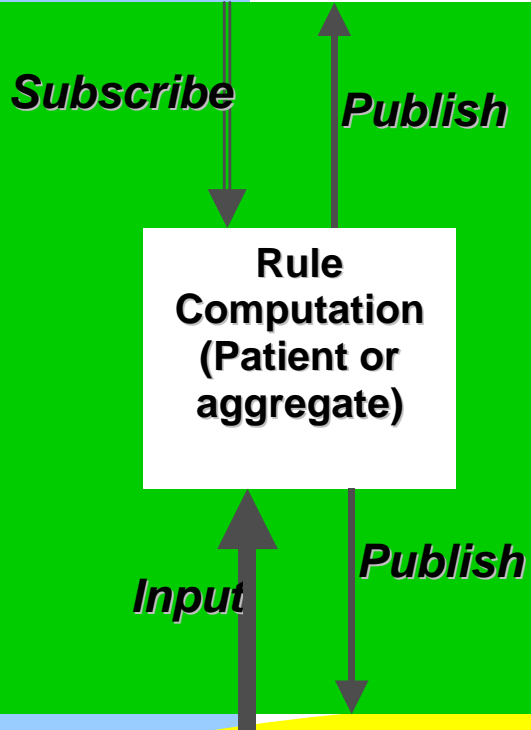 Subscribe
Publish
Rule
Computation
(Patient or
aggregate)
Publish
Input